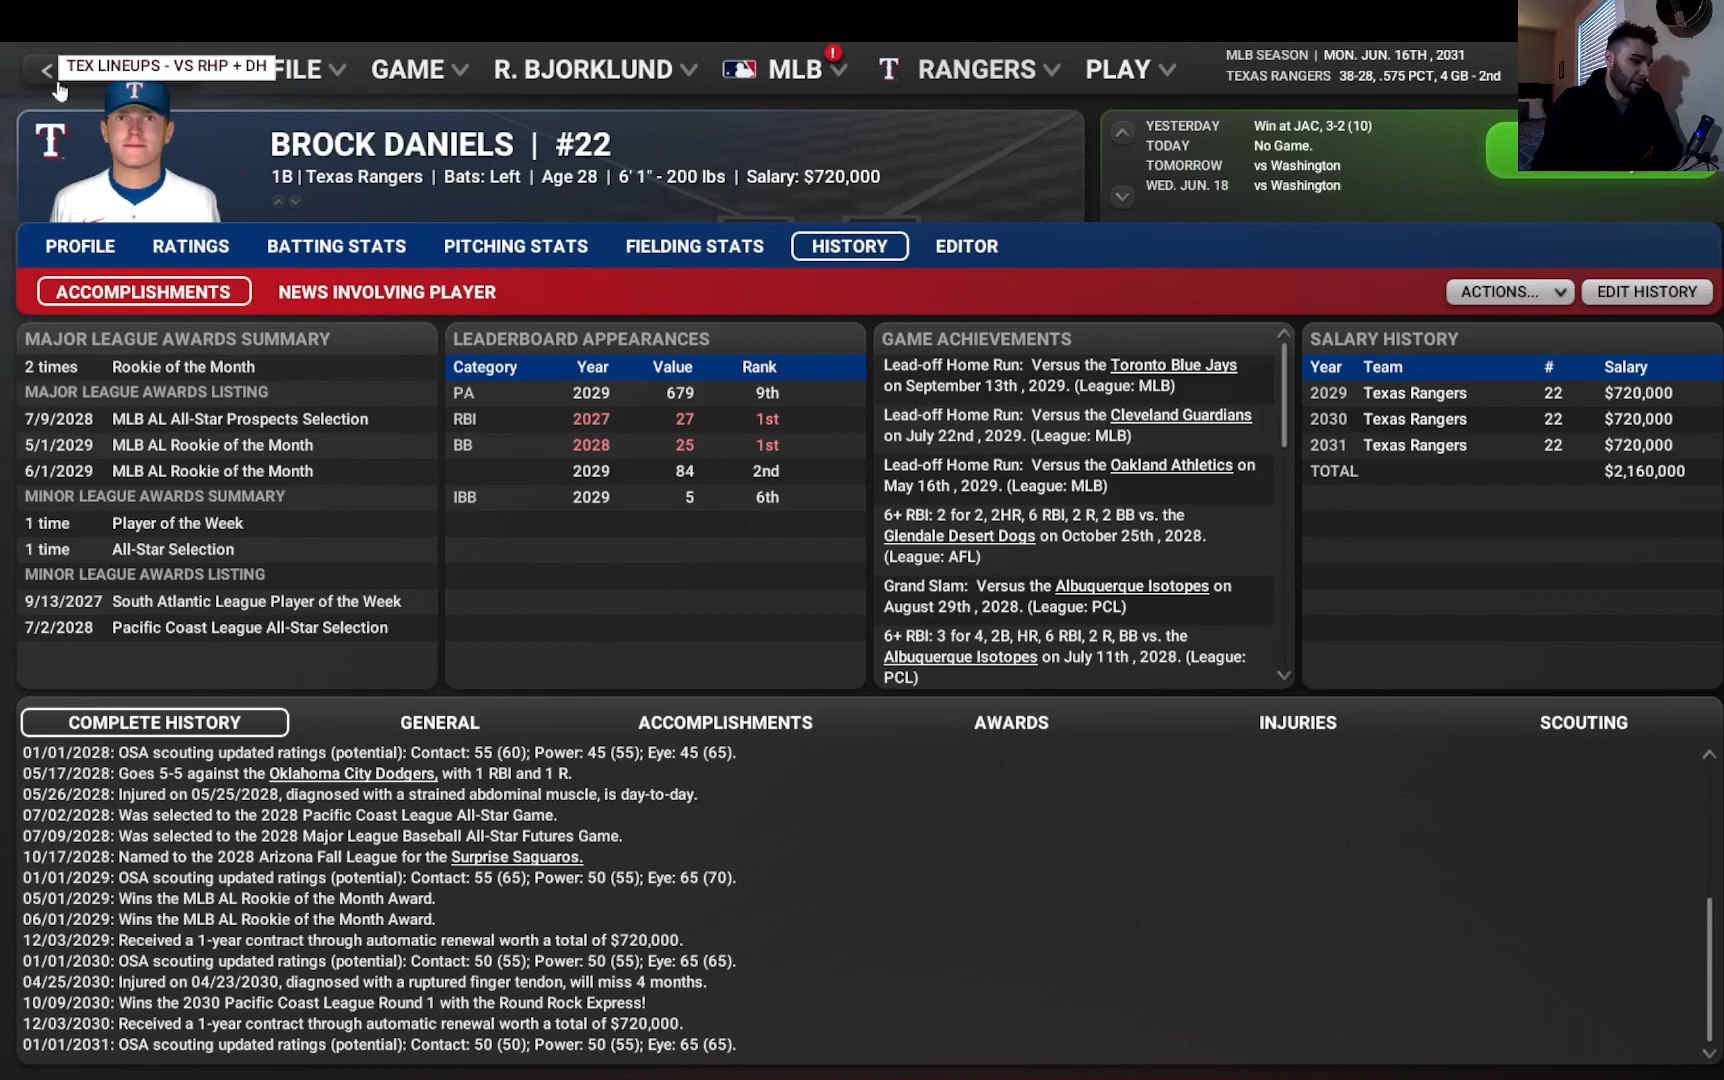 <
TEX LINEUPS - VS RHP + DH
FILE
GAME
R. BJORKLUND
MLB
!
T
RANGERS
PLAY
MLB SEASON | MON. JUN. 16TH, 2031
TEXAS RANGERS 38-28, .575 PCT, 4 GB - 2nd
T
T
BROCK DANIELS | #22
1B | Texas Rangers | Bats: Left | Age 28 | 6' 1" - 200 lbs | Salary: $720,000
YESTERDAY Win at JAC, 3-2 (10)
TODAY No Game.
TOMORROW vs Washington
WED. JUN. 18 vs Washington
PROFILE RATINGS BATTING STATS PITCHING STATS FIELDING STATS HISTORY EDITOR
ACCOMPLISHMENTS NEWS INVOLVING PLAYER ACTIONS... EDIT HISTORY
MAJOR LEAGUE AWARDS SUMMARY
2 times Rookie of the Month
MAJOR LEAGUE AWARDS LISTING
7/9/2028 MLB AL All-Star Prospects Selection
5/1/2029 MLB AL Rookie of the Month
6/1/2029 MLB AL Rookie of the Month
MINOR LEAGUE AWARDS SUMMARY
1 time Player of the Week
1 time All-Star Selection
MINOR LEAGUE AWARDS LISTING
9/13/2027 South Atlantic League Player of the Week
7/2/2028 Pacific Coast League All-Star Selection
LEADERBOARD APPEARANCES
Category Year Value Rank
PA 2029 679 9th
RBI 2027 27 1st
BB 2028 25 1st
2029 84 2nd
IBB 2029 5 6th
GAME ACHIEVEMENTS
Lead-off Home Run: Versus the Toronto Blue Jays
on September 13th , 2029. (League: MLB)
Lead-off Home Run: Versus the Cleveland Guardians
on July 22nd , 2029. (League: MLB)
Lead-off Home Run: Versus the Oakland Athletics on
May 16th , 2029. (League: MLB)
6+ RBI: 2 for 2, 2HR, 6 RBI, 2 R, 2 BB vs. the
Glendale Desert Dogs on October 25th , 2028.
(League: AFL)
Grand Slam: Versus the Albuquerque Isotopes on
August 29th , 2028. (League: PCL)
6+ RBI: 3 for 4, 2B, HR, 6 RBI, 2 R, BB vs. the
Albuquerque Isotopes on July 11th , 2028. (League:
PCL)
SALARY HISTORY
Year Team # Salary
2029 Texas Rangers 22 $720,000
2030 Texas Rangers 22 $720,000
2031 Texas Rangers 22 $720,000
TOTAL $2,160,000
COMPLETE HISTORY GENERAL ACCOMPLISHMENTS AWARDS INJURIES SCOUTING
01/01/2028: OSA scouting updated ratings (potential): Contact: 55 (60); Power: 45 (55); Eye: 45 (65).
05/17/2028: Goes 5-5 against the Oklahoma City Dodgers, with 1 RBI and 1 R.
05/26/2028: Injured on 05/25/2028, diagnosed with a strained abdominal muscle, is day-to-day.
07/02/2028: Was selected to the 2028 Pacific Coast League All-Star Game.
07/09/2028: Was selected to the 2028 Major League Baseball All-Star Futures Game.
10/17/2028: Named to the 2028 Arizona Fall League for the Surprise Saguaros.
01/01/2029: OSA scouting updated ratings (potential): Contact: 55 (65); Power: 50 (55); Eye: 65 (70).
05/01/2029: Wins the MLB AL Rookie of the Month Award.
06/01/2029: Wins the MLB AL Rookie of the Month Award.
12/03/2029: Received a 1-year contract through automatic renewal worth a total of $720,000.
01/01/2030: OSA scouting updated ratings (potential): Contact: 50 (55); Power: 50 (55); Eye: 65 (65).
04/25/2030: Injured on 04/23/2030, diagnosed with a ruptured finger tendon, will miss 4 months.
10/09/2030: Wins the 2030 Pacific Coast League Round 1 with the Round Rock Express!
12/03/2030: Received a 1-year contract through automatic renewal worth a total of $720,000.
01/01/2031: OSA scouting updated ratings (potential): Contact: 50 (50); Power: 50 (55); Eye: 65 (65).